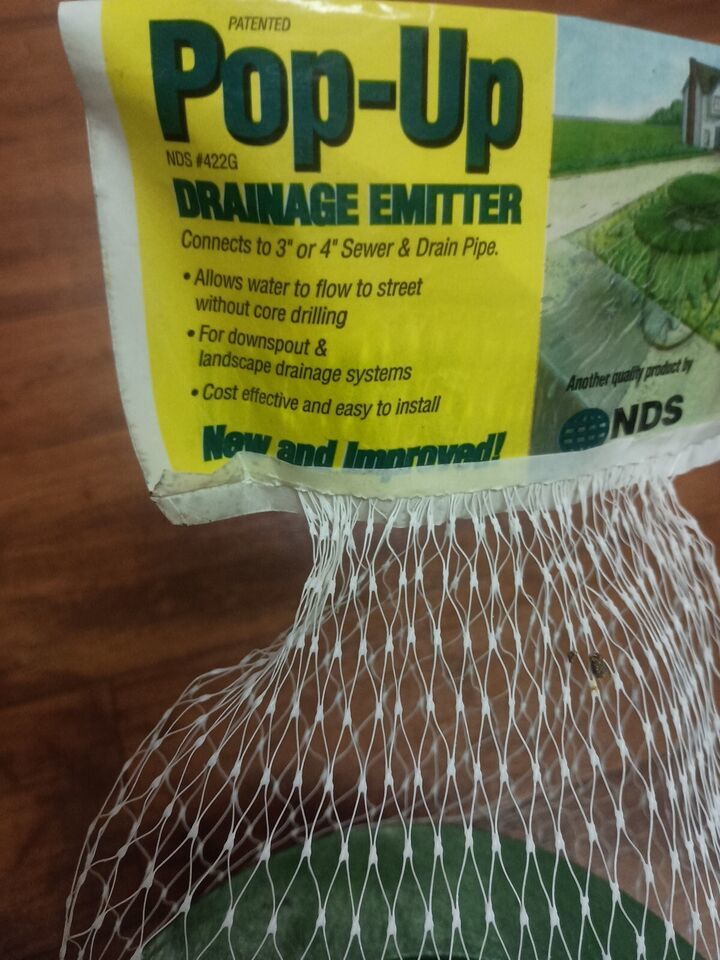 PATENTED
Pop-Up
NDS #422G
DRAINAGE EMITTER
Connects to 3" or 4" Sewer & Drain Pipe.
• Allows water to flow to street
without core drilling
• For downspout &
landscape drainage systems
• Cost effective and easy to install
New and Improved!
Another quality product by
NDS